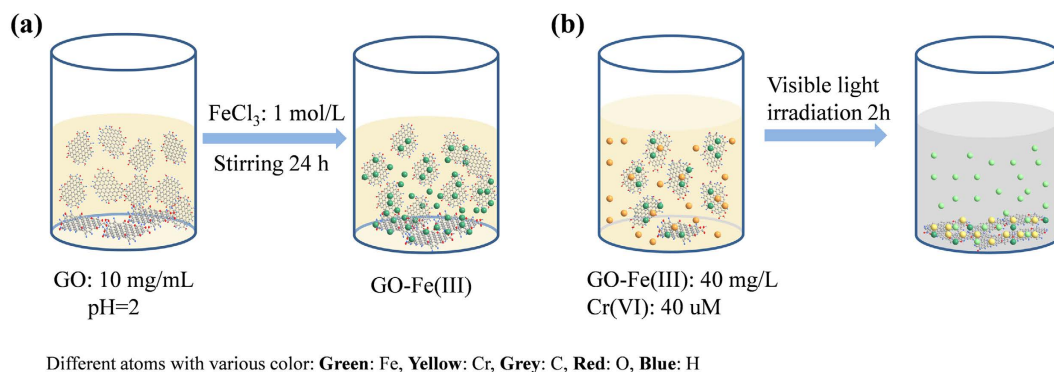 (a)
FeCl₃: 1 mol/L
Stirring 24 h
GO: 10 mg/mL
pH=2
GO-Fe(III)
(b)
Visible light
irradiation 2h
GO-Fe(III): 40 mg/L
Cr(VI): 40 uM
Different atoms with various color: Green: Fe, Yellow: Cr, Grey: C, Red: O, Blue: H